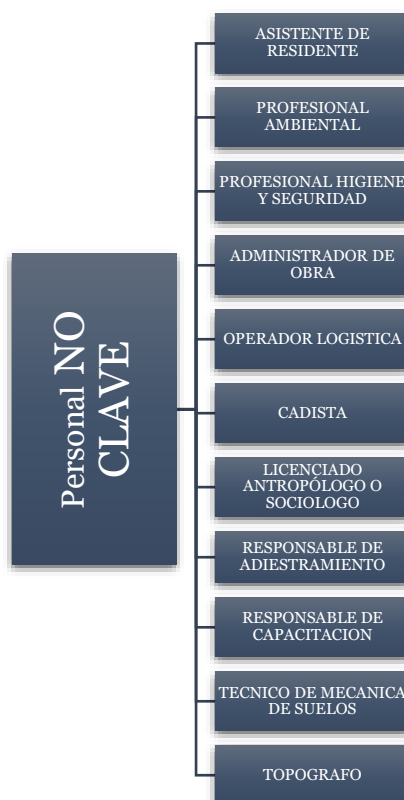 Personal NO
CLAVE
ASISTENTE DE
RESIDENTE
PROFESIONAL
AMBIENTAL
PROFESIONAL HIGIENE
Y SEGURIDAD
ADMINISTRADOR DE
OBRA
OPERADOR LOGISTICA
CADISTA
LICENCIADO
ANTROPÓLOGO O
SOCIOLOGO
RESPONSABLE DE
ADIESTRAMIENTO
RESPONSABLE DE
CAPACITACION
TECNICO DE MECANICA
DE SUELOS
TOPOGRAFO